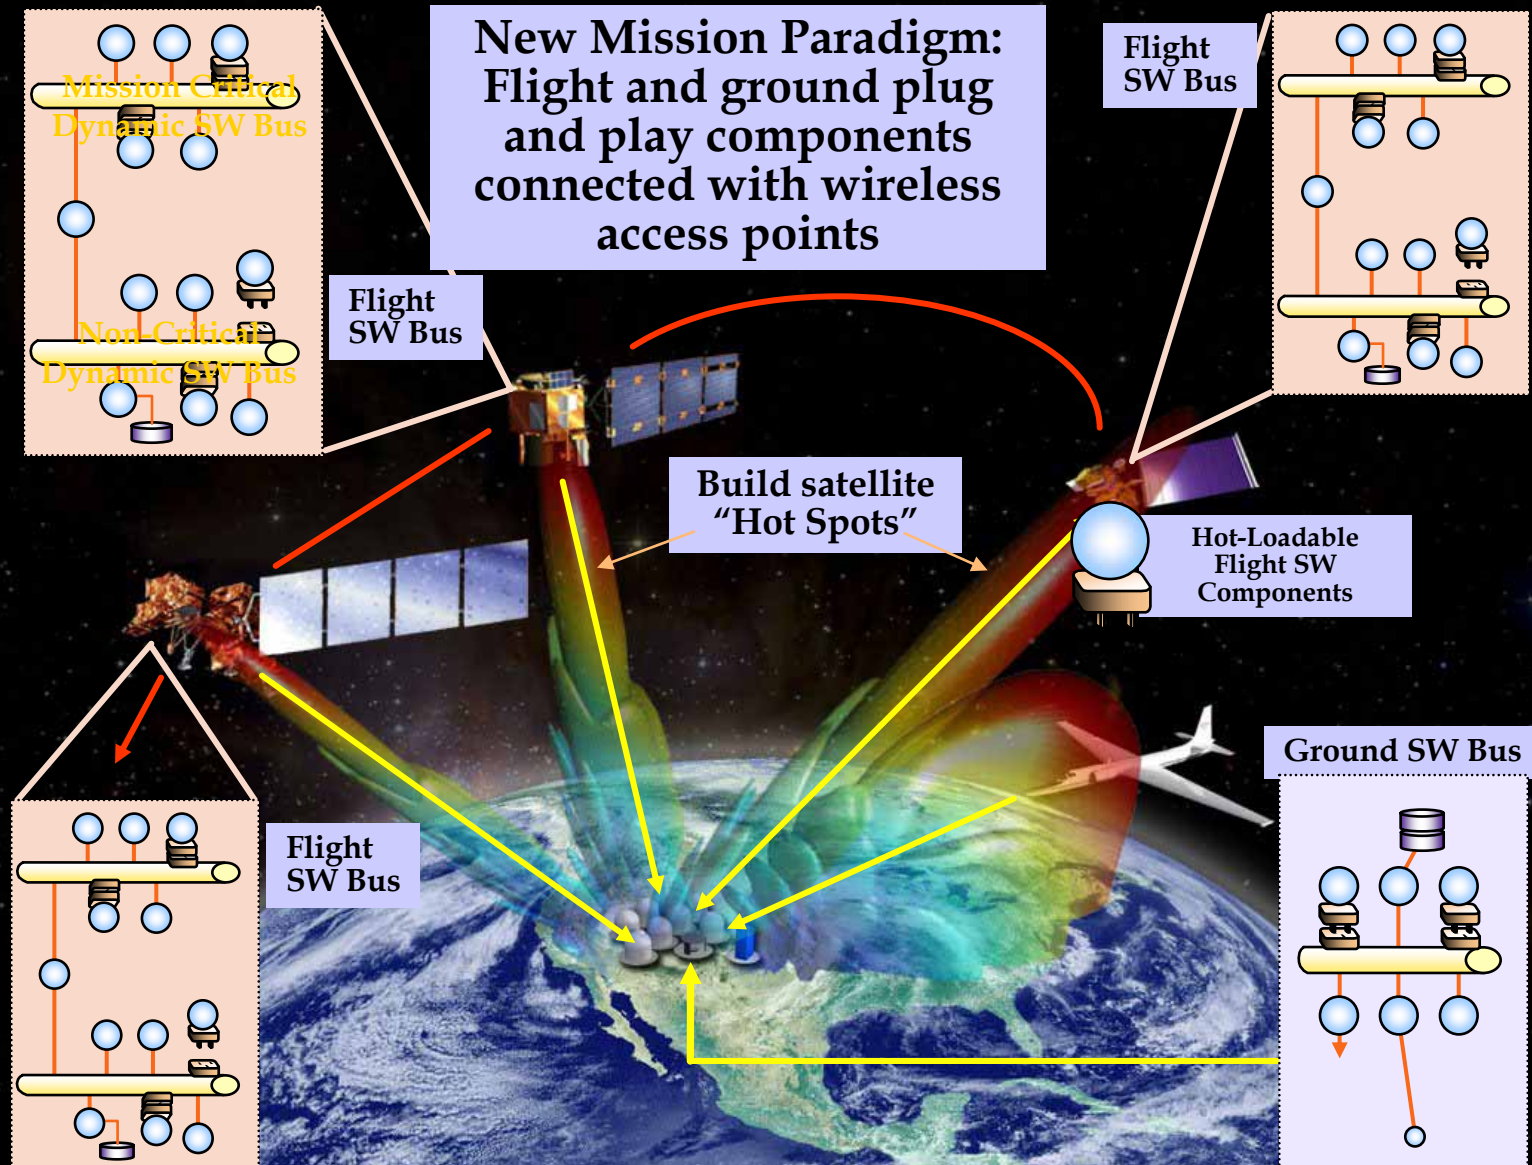 New Mission Paradigm:
Flight and ground plug
and play components
connected with wireless
access points
Mission Critical
Dynamic SW Bus
Non-Critical
Dynamic SW Bus
Flight
SW Bus
Flight
SW Bus
Build satellite
“Hot Spots”
Hot-Loadable
Flight SW
Components
Flight
SW Bus
Ground SW Bus